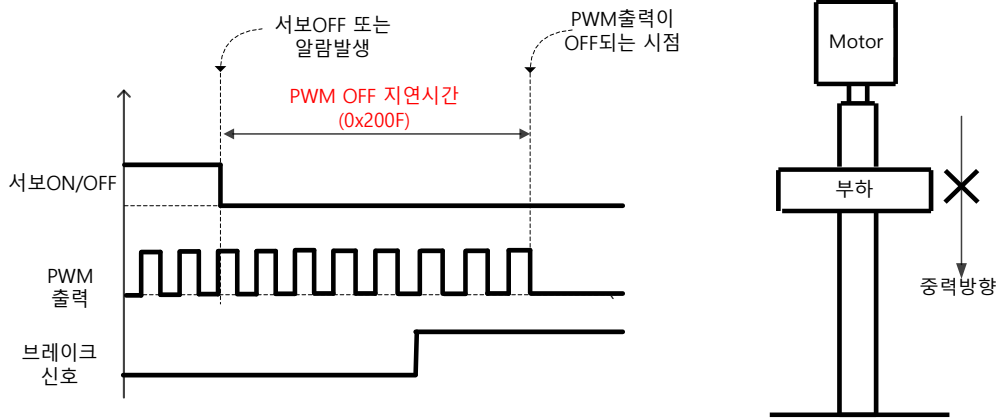 서보OFF 또는
알람발생
PWM출력이
OFF되는 시점
PWM OFF 지연시간
(0x200F)
서보ON/OFF
PWM
출력
브레이크
신호
Motor
부하
중력방향